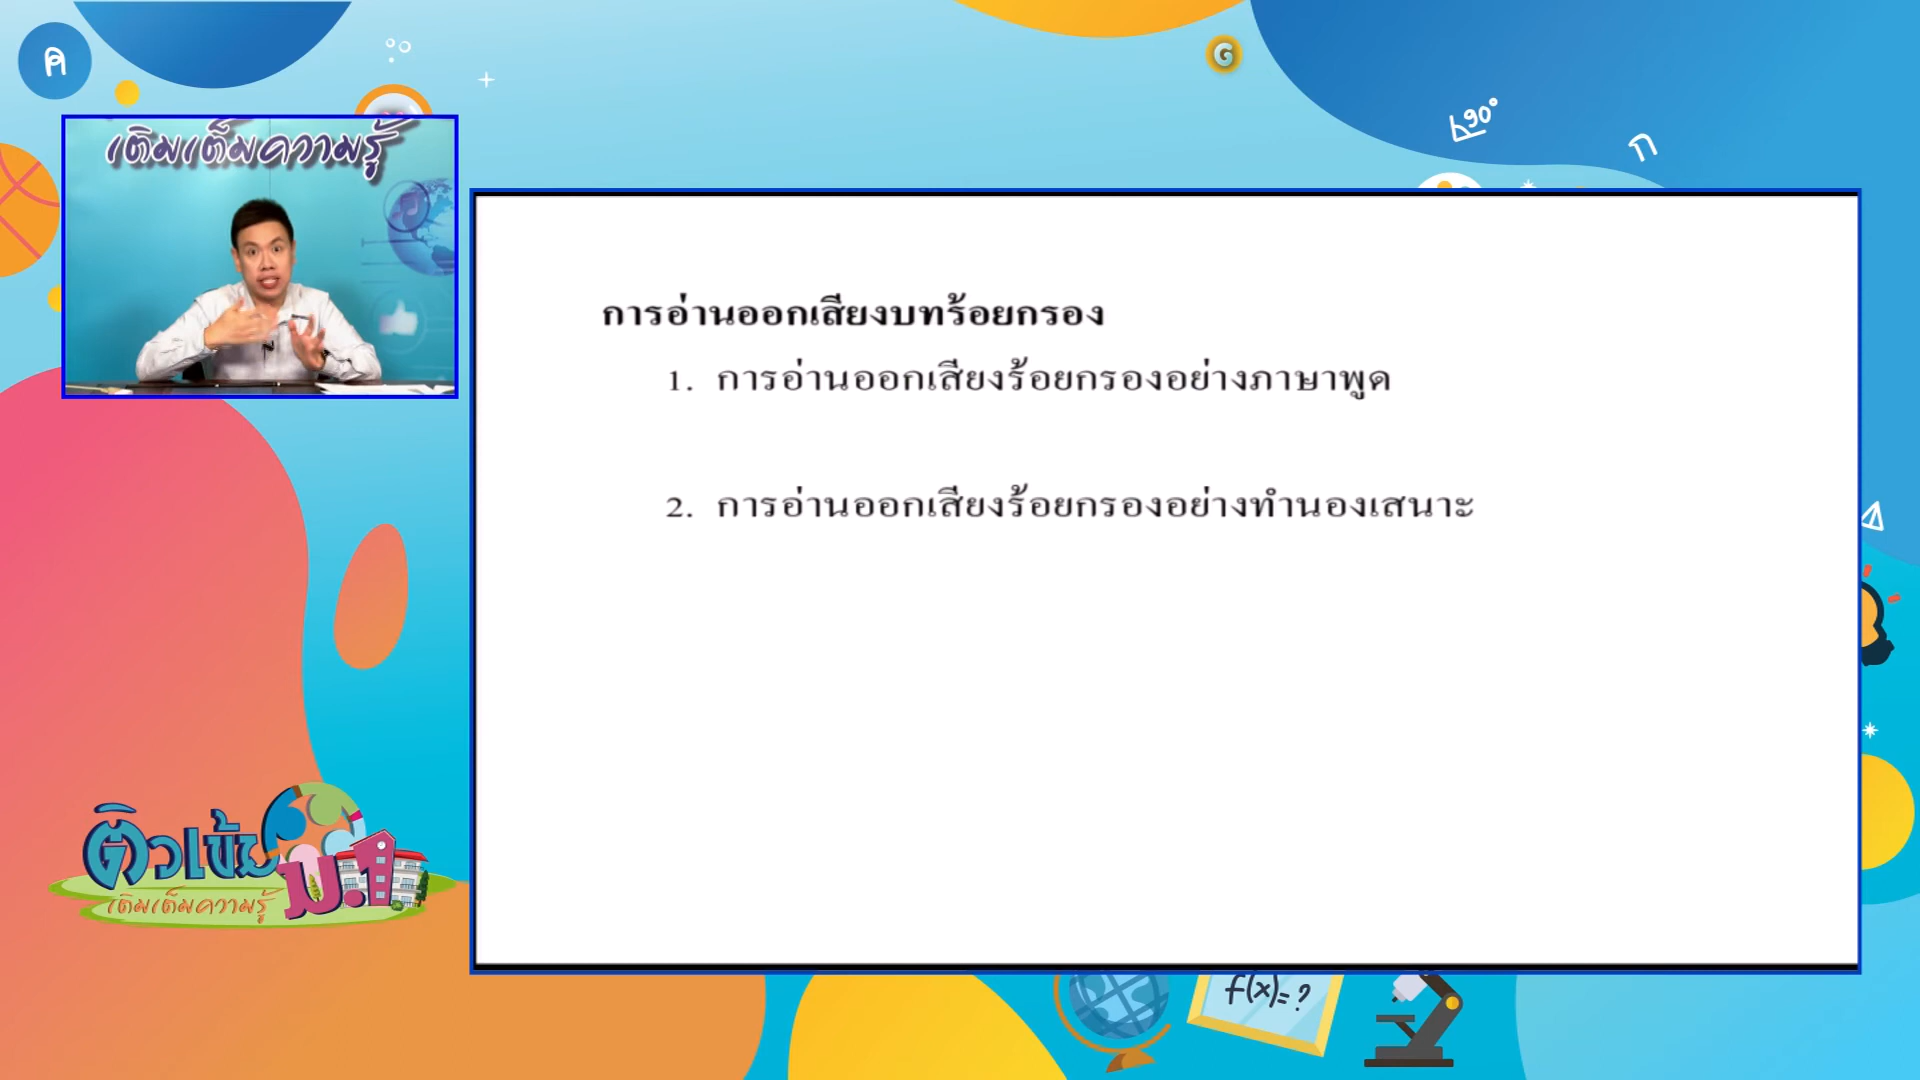 ค
G
90°
ก
เติมเต็มความรู้
การอ่านออกเสียงบทร้อยกรอง
1. การอ่านออกเสียงร้อยกรองอย่างภาษาพูด
2. การอ่านออกเสียงร้อยกรองอย่างทำนองเสนาะ
ติวเข้ม
ม.1
เติมเต็มความรู้
f(x)=?